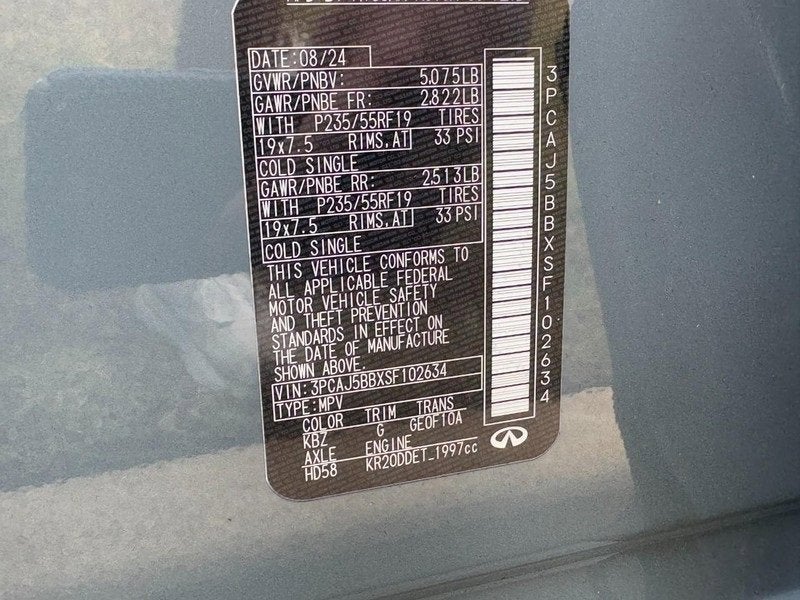 DATE:08/24
GVWR/PNBV: 5,075LB
GAWR/PNBE FR: 2,822LB
WITH P235/55RF19 TIRES
19x7.5 RIMS,AT 33 PSI
COLD SINGLE
GAWR/PNBE RR: 2,513LB
WITH P235/55RF19 TIRES
19x7.5 RIMS,AT 33 PSI
COLD SINGLE
THIS VEHICLE CONFORMS TO
ALL APPLICABLE FEDERAL
MOTOR VEHICLE SAFETY
AND THEFT PREVENTION
STANDARDS IN EFFECT ON
THE DATE OF MANUFACTURE
SHOWN ABOVE.
VIN:3PCAJ5BBXSF102634
TYPE:MPV
COLOR TRIM TRANS
KBZ G GE0F10A
AXLE ENGINE
HD58 KR20DDET_1997cc
3PCAJ5BBXSF102634